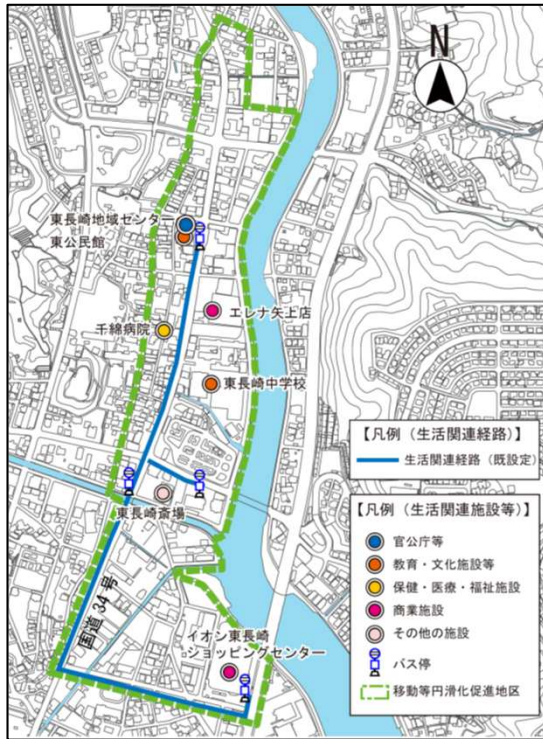 N
東長崎地域センター
東公民館
エレナ矢上店
千綿病院
東長崎中学校
東長崎斎場
国道34号
イオン東長崎
ショッピングセンター
【凡例（生活関連経路）】
生活関連経路（既設定）
【凡例（生活関連施設等）】
官公庁等
教育・文化施設等
保健・医療・福祉施設
商業施設
その他の施設
バス停
移動等円滑化促進地区